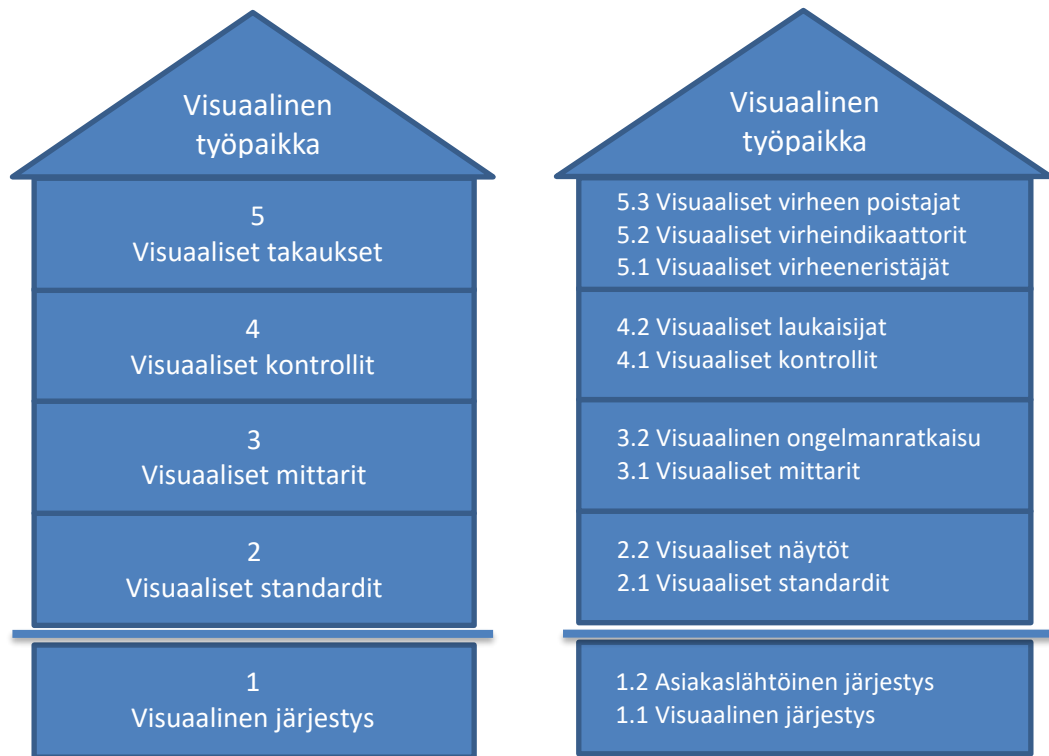 Visuaalinen
työpaikka
5
Visuaaliset takaukset
4
Visuaaliset kontrollit
3
Visuaaliset mittarit
2
Visuaaliset standardit
1
Visuaalinen järjestys
Visuaalinen
työpaikka
5.3 Visuaaliset virheen poistajat
5.2 Visuaaliset virheindikaattorit
5.1 Visuaaliset virheeneristäjät
4.2 Visuaaliset laukaisijat
4.1 Visuaaliset kontrollit
3.2 Visuaalinen ongelmanratkaisu
3.1 Visuaaliset mittarit
2.2 Visuaaliset näytöt
2.1 Visuaaliset standardit
1.2 Asiakaslähtöinen järjestys
1.1 Visuaalinen järjestys